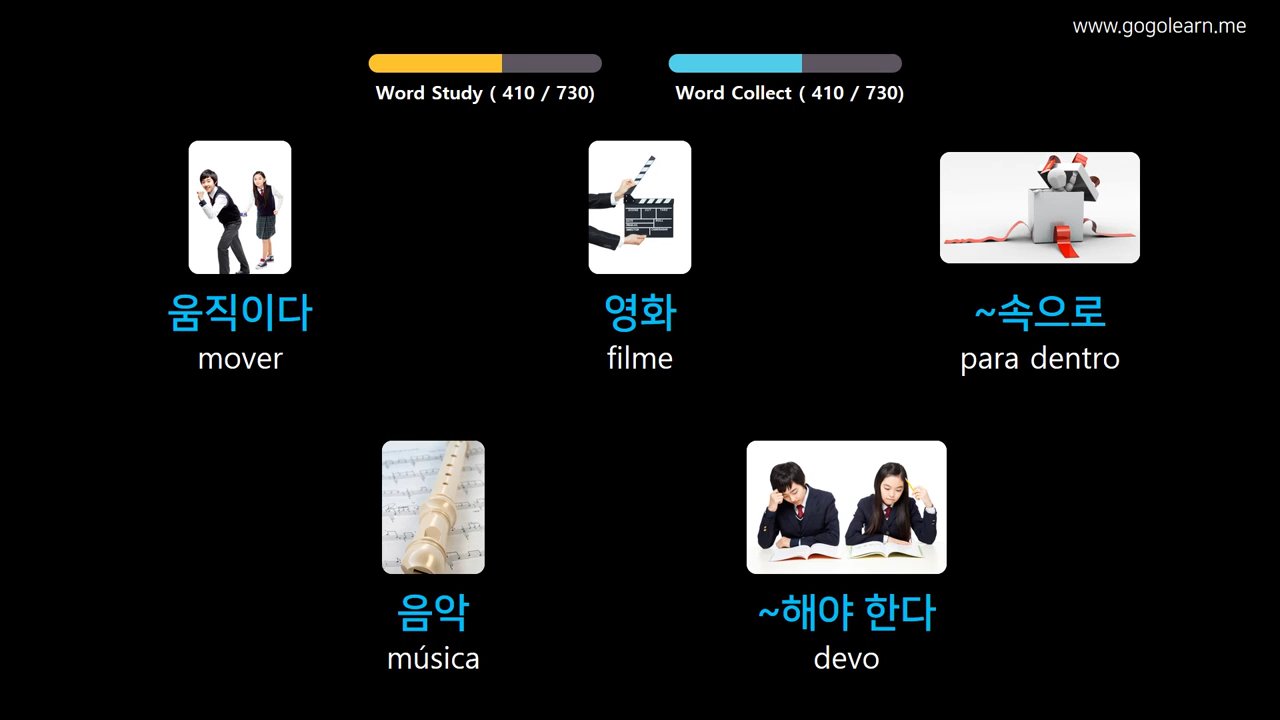 www.gogolearn.me
Word Study ( 410 / 730)
Word Collect ( 410 / 730)
움직이다
mover
영화
filme
~속으로
para dentro
음악
música
~해야 한다
devo